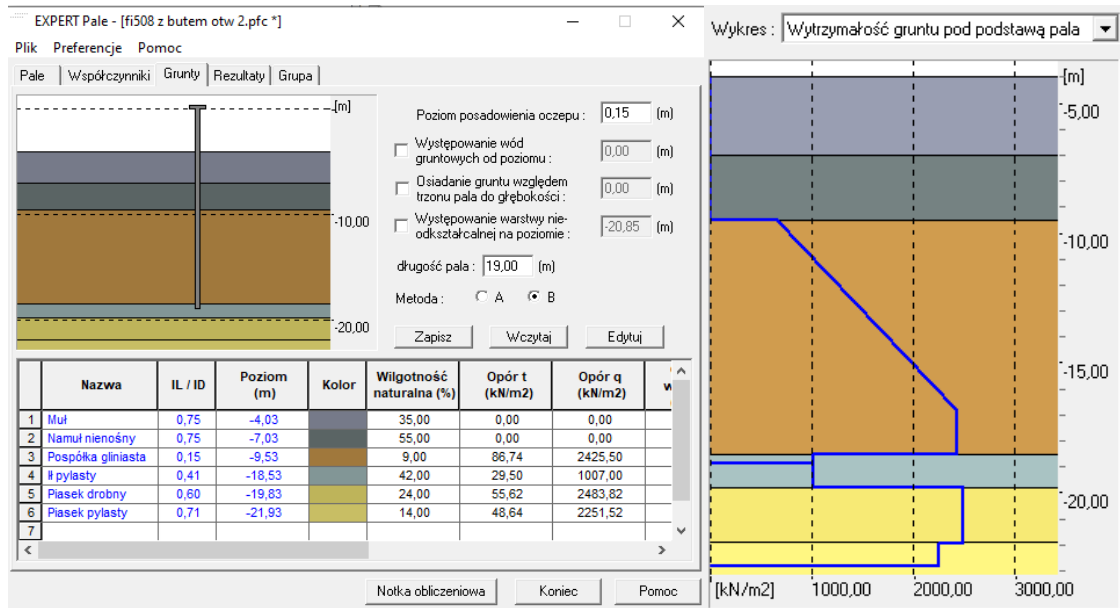 EXPERT Pale - [fi508 z butem otw 2.pfc *]
Plik Preferencje Pomoc
Pale Współczynniki Grunty Rezultaty Grupa
[m]
-10,00
-20,00
Poziom posadowienia oczepu : 0,15 (m)
Występowanie wód
gruntowych od poziomu : 0,00 (m)
Osiadanie gruntu względem
trzonu pala do głębokości : 0,00 (m)
Występowanie warstwy nie-
odkształcalnej na poziomie : -20,85 (m)
długość pala : 19,00 (m)
Metoda : A B
Zapisz Wczytaj Edytuj
Nazwa IL / ID Poziom (m) Kolor Wilgotność naturalna (%) Opór t (kN/m2) Opór q (kN/m2)
1 Muł 0,75 -4,03 35,00 0,00 0,00
2 Namuł nienośny 0,75 -7,03 55,00 0,00 0,00
3 Pospółka gliniasta 0,15 -9,53 9,00 86,74 2425,50
4 Ił pylasty 0,41 -18,53 42,00 29,50 1007,00
5 Piasek drobny 0,60 -19,83 24,00 55,62 2483,82
6 Piasek pylasty 0,71 -21,93 14,00 48,64 2251,52
7
Notka obliczeniowa Koniec Pomoc
Wykres : Wytrzymałość gruntu pod podstawą pala
[m]
-5,00
-10,00
-15,00
-20,00
[kN/m2] 1000,00 2000,00 3000,00